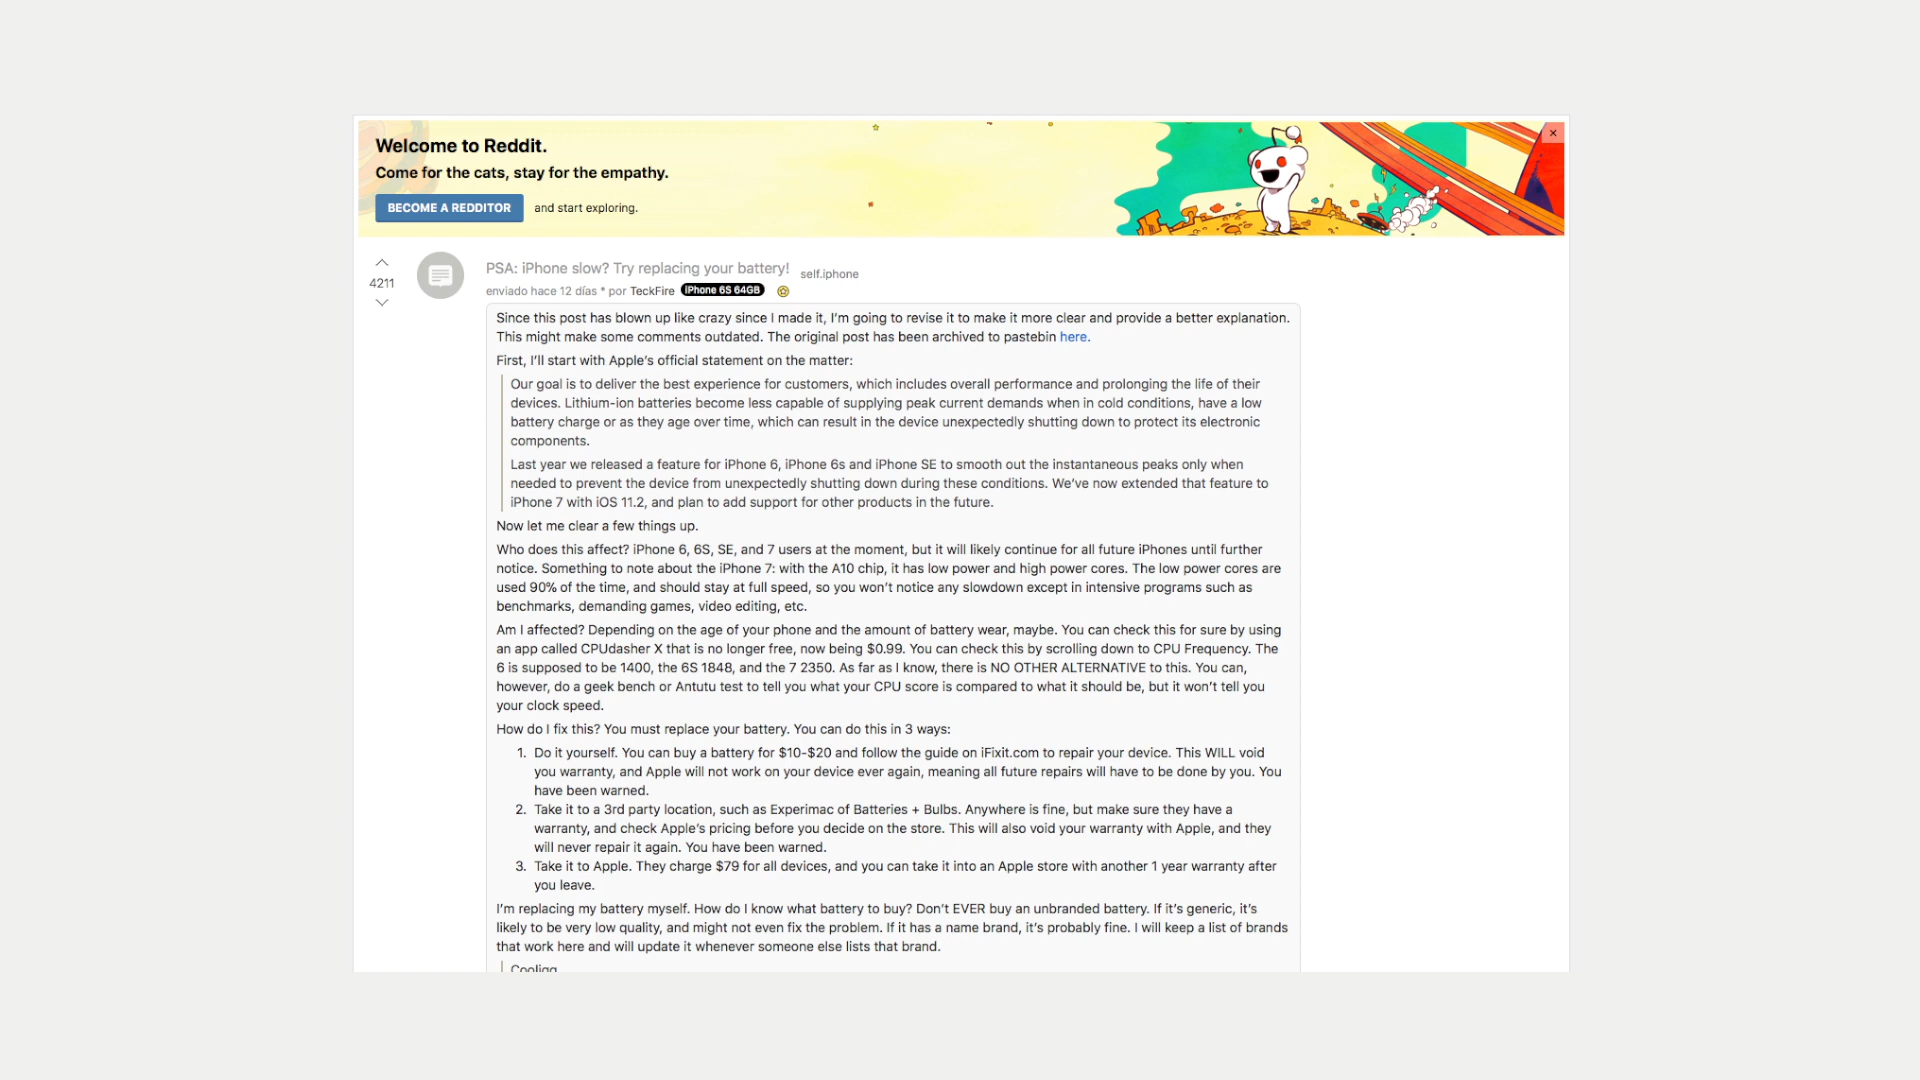 Welcome to Reddit.
Come for the cats, stay for the empathy.
BECOME A REDDITOR and start exploring.
×
4211
PSA: iPhone slow? Try replacing your battery! self.iphone
enviado hace 12 días * por TeckFire iPhone 6S 64GB
Since this post has blown up like crazy since I made it, I'm going to revise it to make it more clear and provide a better explanation.
This might make some comments outdated. The original post has been archived to pastebin here.
First, I'll start with Apple's official statement on the matter:
Our goal is to deliver the best experience for customers, which includes overall performance and prolonging the life of their
devices. Lithium-ion batteries become less capable of supplying peak current demands when in cold conditions, have a low
battery charge or as they age over time, which can result in the device unexpectedly shutting down to protect its electronic
components.
Last year we released a feature for iPhone 6, iPhone 6s and iPhone SE to smooth out the instantaneous peaks only when
needed to prevent the device from unexpectedly shutting down during these conditions. We've now extended that feature to
iPhone 7 with iOS 11.2, and plan to add support for other products in the future.
Now let me clear a few things up.
Who does this affect? iPhone 6, 6S, SE, and 7 users at the moment, but it will likely continue for all future iPhones until further
notice. Something to note about the iPhone 7: with the A10 chip, it has low power and high power cores. The low power cores are
used 90% of the time, and should stay at full speed, so you won't notice any slowdown except in intensive programs such as
benchmarks, demanding games, video editing, etc.
Am I affected? Depending on the age of your phone and the amount of battery wear, maybe. You can check this for sure by using
an app called CPUdasher X that is no longer free, now being $0.99. You can check this by scrolling down to CPU Frequency. The
6 is supposed to be 1400, the 6S 1848, and the 7 2350. As far as I know, there is NO OTHER ALTERNATIVE to this. You can,
however, do a geek bench or Antutu test to tell you what your CPU score is compared to what it should be, but it won't tell you
your clock speed.
How do I fix this? You must replace your battery. You can do this in 3 ways:
1. Do it yourself. You can buy a battery for $10-$20 and follow the guide on iFixit.com to repair your device. This WILL void
you warranty, and Apple will not work on your device ever again, meaning all future repairs will have to be done by you. You
have been warned.
2. Take it to a 3rd party location, such as Experimac of Batteries + Bulbs. Anywhere is fine, but make sure they have a
warranty, and check Apple's pricing before you decide on the store. This will also void your warranty with Apple, and they
will never repair it again. You have been warned.
3. Take it to Apple. They charge $79 for all devices, and you can take it into an Apple store with another 1 year warranty after
you leave.
I'm replacing my battery myself. How do I know what battery to buy? Don't EVER buy an unbranded battery. If it's generic, it's
likely to be very low quality, and might not even fix the problem. If it has a name brand, it's probably fine. I will keep a list of brands
that work here and will update it whenever someone else lists that brand.